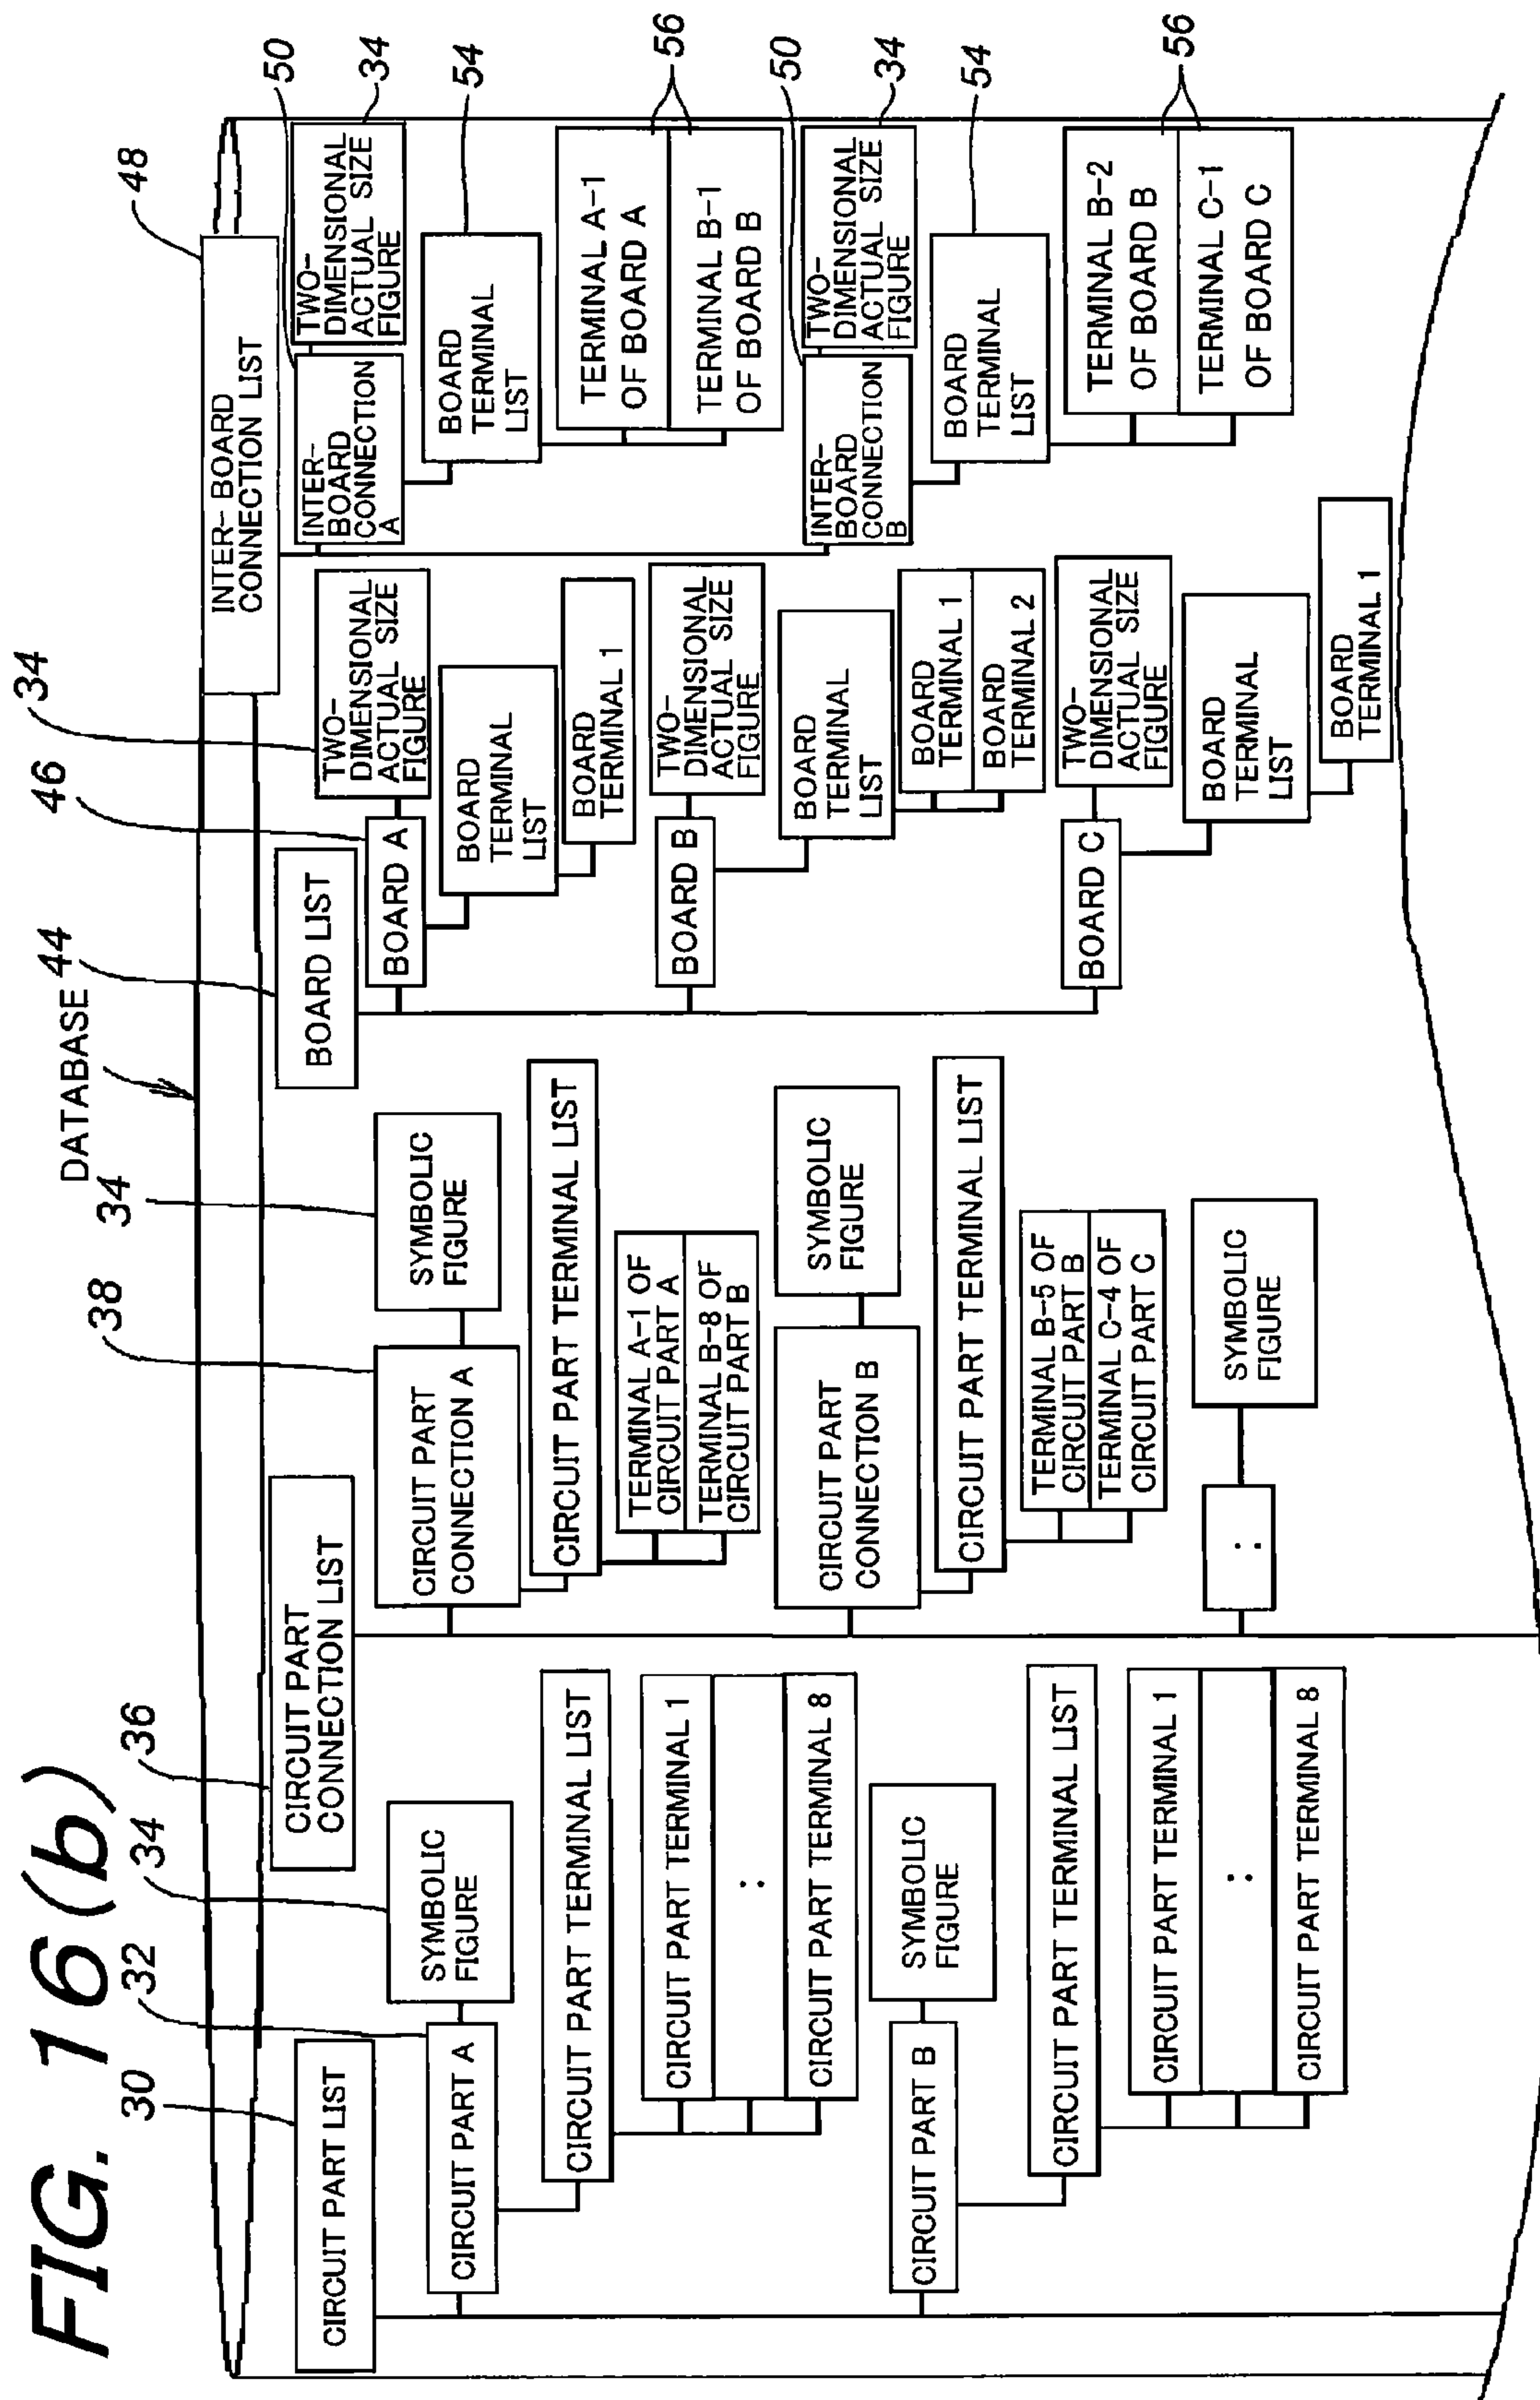 FIG. 16(b)
DATABASE
30
CIRCUIT PART LIST
32
34
CIRCUIT PART A
SYMBOLIC
FIGURE
CIRCUIT PART TERMINAL LIST
CIRCUIT PART TERMINAL 1
:
CIRCUIT PART TERMINAL 8
CIRCUIT PART B
SYMBOLIC
FIGURE
CIRCUIT PART TERMINAL LIST
CIRCUIT PART TERMINAL 1
:
CIRCUIT PART TERMINAL 8
36
CIRCUIT PART
CONNECTION LIST
38
34
CIRCUIT PART
CONNECTION A
SYMBOLIC
FIGURE
CIRCUIT PART TERMINAL LIST
TERMINAL A-1 OF
CIRCUIT PART A
TERMINAL B-8 OF
CIRCUIT PART B
CIRCUIT PART
CONNECTION B
SYMBOLIC
FIGURE
CIRCUIT PART TERMINAL LIST
TERMINAL B-5 OF
CIRCUIT PART B
TERMINAL C-4 OF
CIRCUIT PART C
:
SYMBOLIC
FIGURE
44
BOARD LIST
46
34
BOARD A
TWO-
DIMENSIONAL
ACTUAL SIZE
FIGURE
BOARD
TERMINAL
LIST
BOARD
TERMINAL 1
BOARD B
TWO-
DIMENSIONAL
ACTUAL SIZE
FIGURE
BOARD
TERMINAL
LIST
BOARD
TERMINAL 1
BOARD
TERMINAL 2
BOARD C
TWO-
DIMENSIONAL
ACTUAL SIZE
FIGURE
BOARD
TERMINAL
LIST
BOARD
TERMINAL 1
48
INTER-BOARD
CONNECTION LIST
50
34
INTER-
BOARD
CONNECTION
A
TWO-
DIMENSIONAL
ACTUAL SIZE
FIGURE
54
BOARD
TERMINAL
LIST
56
TERMINAL A-1
OF BOARD A
TERMINAL B-1
OF BOARD B
50
34
INTER-
BOARD
CONNECTION
B
TWO-
DIMENSIONAL
ACTUAL SIZE
FIGURE
54
BOARD
TERMINAL
LIST
56
TERMINAL B-2
OF BOARD B
TERMINAL C-1
OF BOARD C